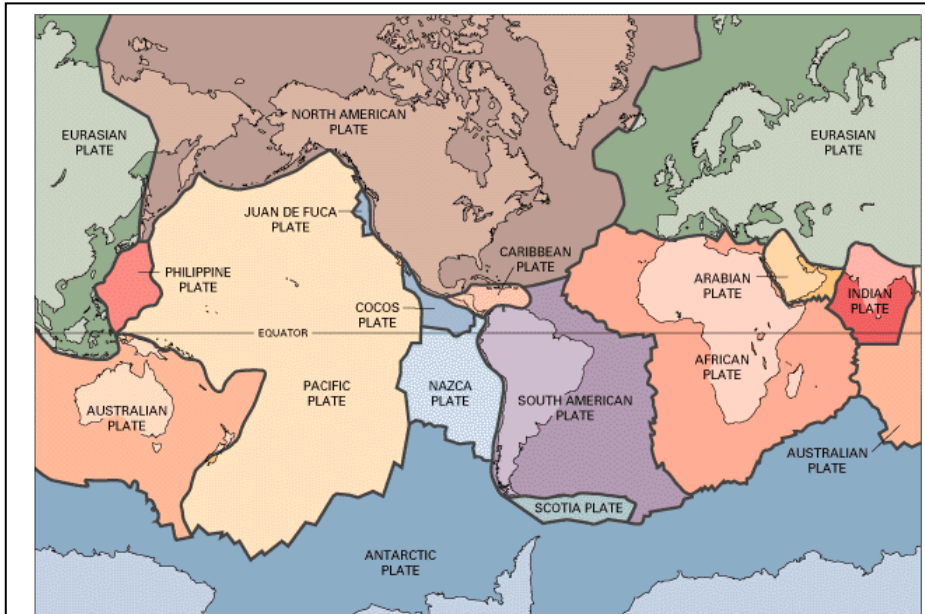 NORTH AMERICAN
PLATE
EURASIAN
PLATE
EURASIAN
PLATE
JUAN DE FUCA
PLATE
CARIBBEAN
PLATE
PHILIPPINE
PLATE
ARABIAN
PLATE
INDIAN
PLATE
COCOS
PLATE
EQUATOR
AFRICAN
PLATE
PACIFIC
PLATE
NAZCA
PLATE
SOUTH AMERICAN
PLATE
AUSTRALIAN
PLATE
AUSTRALIAN
PLATE
SCOTIA PLATE
ANTARCTIC
PLATE